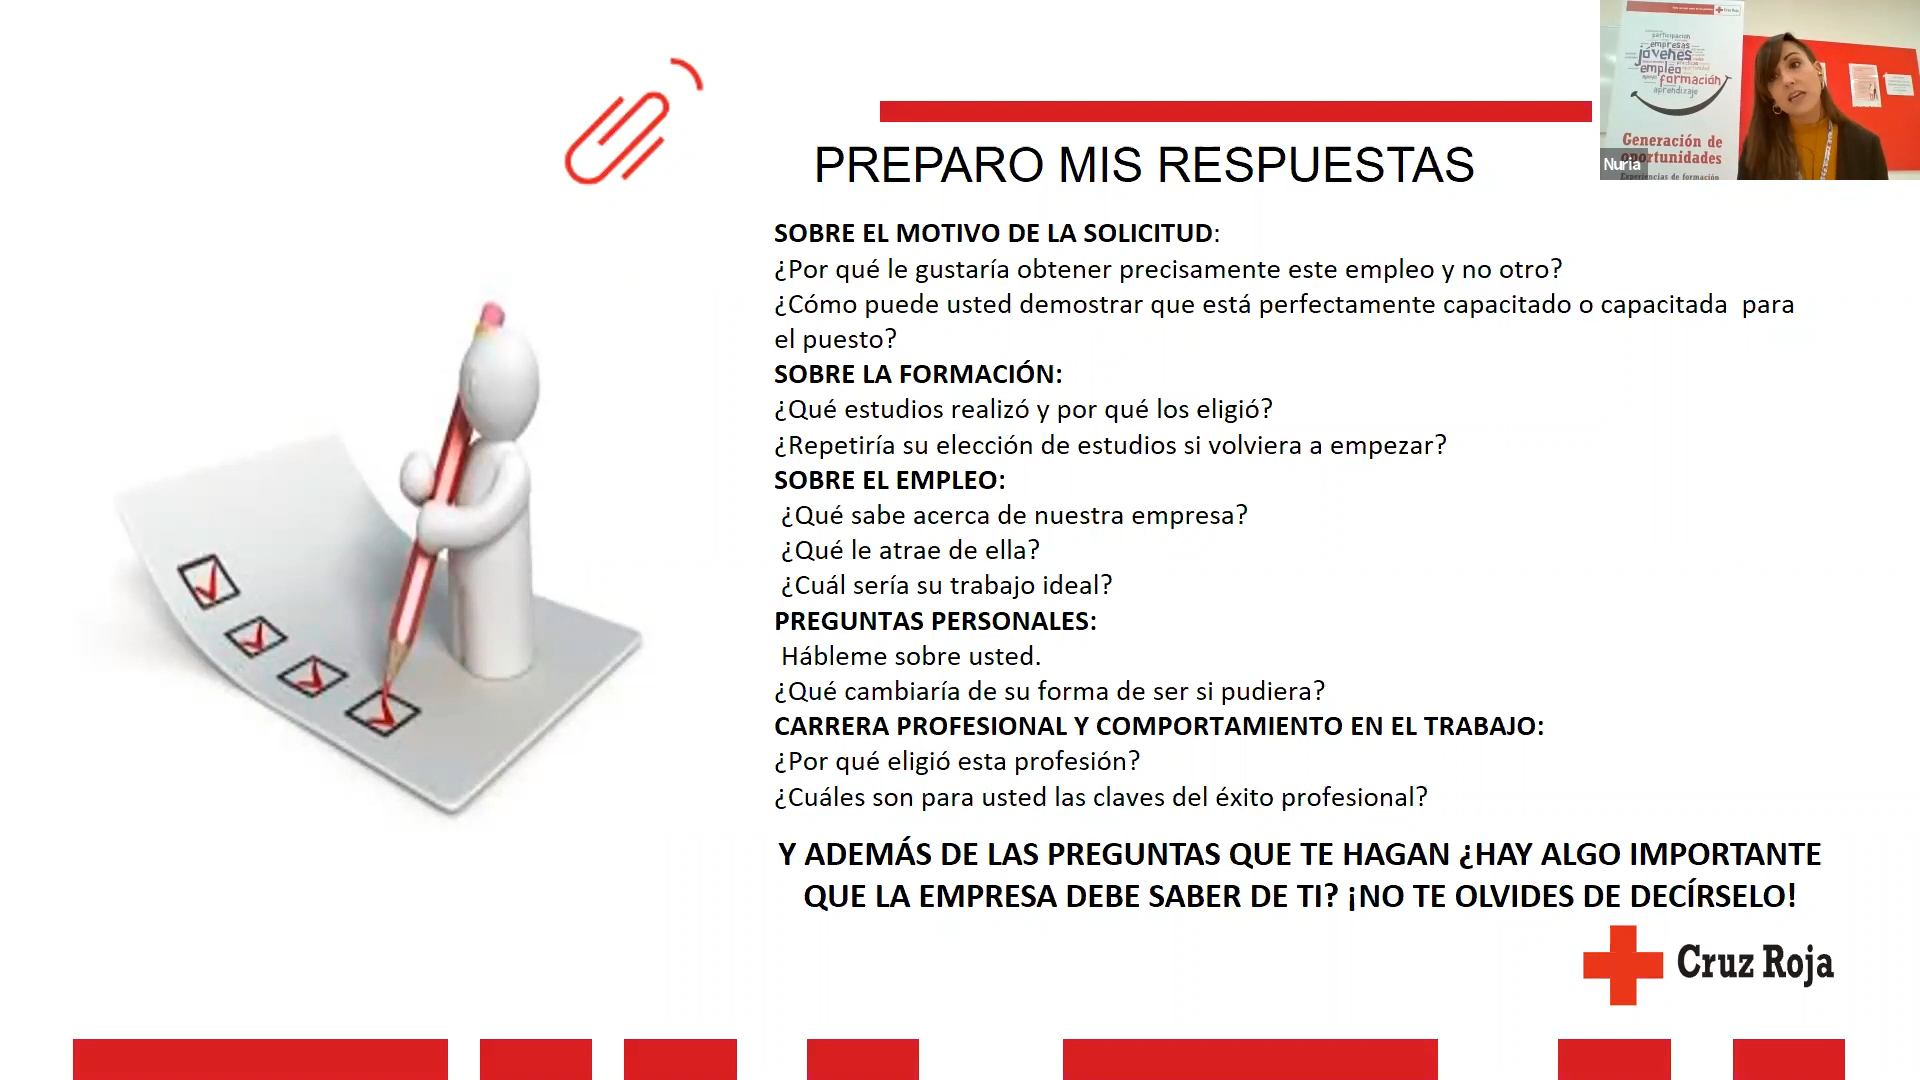 PREPARO MIS RESPUESTAS
SOBRE EL MOTIVO DE LA SOLICITUD:
¿Por qué le gustaría obtener precisamente este empleo y no otro?
¿Cómo puede usted demostrar que está perfectamente capacitado o capacitada para
el puesto?
SOBRE LA FORMACIÓN:
¿Qué estudios realizó y por qué los eligió?
¿Repetiría su elección de estudios si volviera a empezar?
SOBRE EL EMPLEO:
¿Qué sabe acerca de nuestra empresa?
¿Qué le atrae de ella?
¿Cuál sería su trabajo ideal?
PREGUNTAS PERSONALES:
Hábleme sobre usted.
¿Qué cambiaría de su forma de ser si pudiera?
CARRERA PROFESIONAL Y COMPORTAMIENTO EN EL TRABAJO:
¿Por qué eligió esta profesión?
¿Cuáles son para usted las claves del éxito profesional?
Y ADEMÁS DE LAS PREGUNTAS QUE TE HAGAN ¿HAY ALGO IMPORTANTE
QUE LA EMPRESA DEBE SABER DE TI? ¡NO TE OLVIDES DE DECÍRSELO!
Cruz Roja
participación
empresas
jóvenes
empleo
formación
aprendizaje
Generación de
oportunidades
Experiencias de formación
Nuria